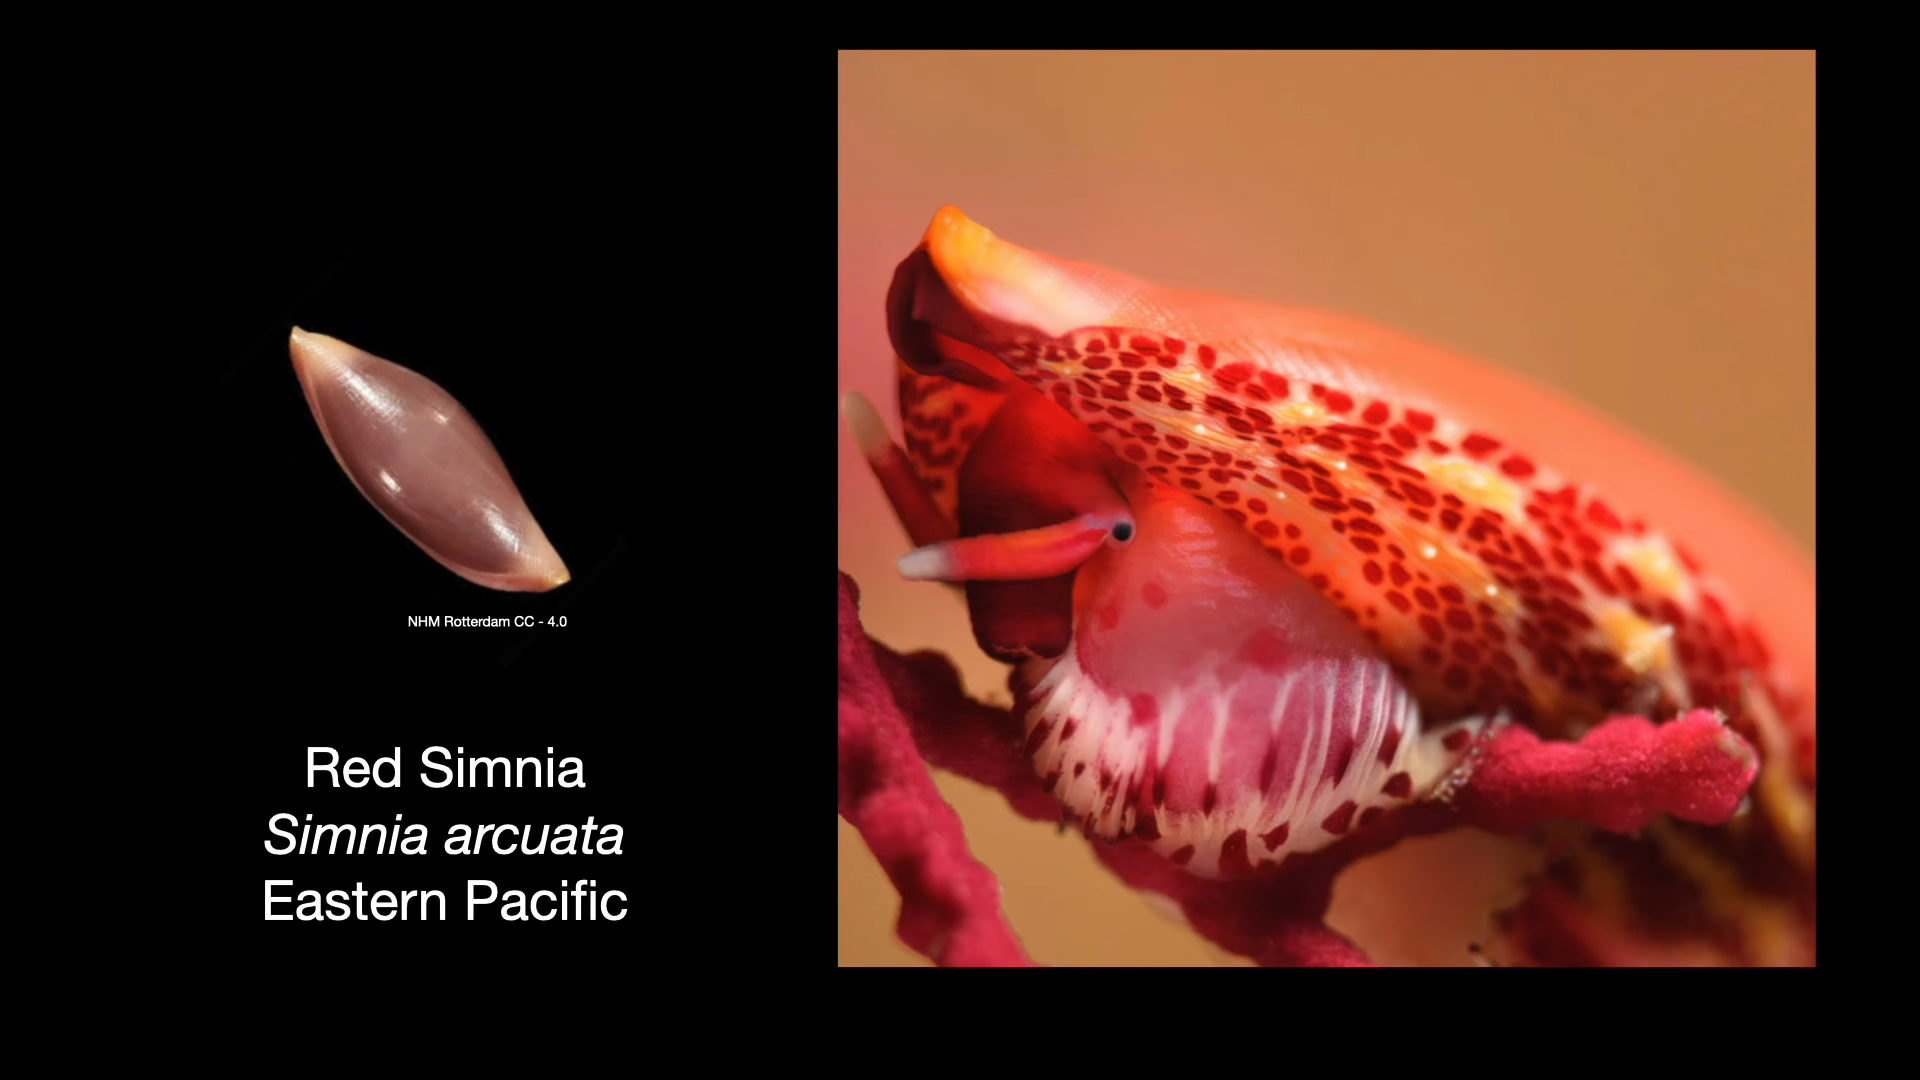 NHM Rotterdam CC - 4.0
Red Simnia
Simnia arcuata
Eastern Pacific